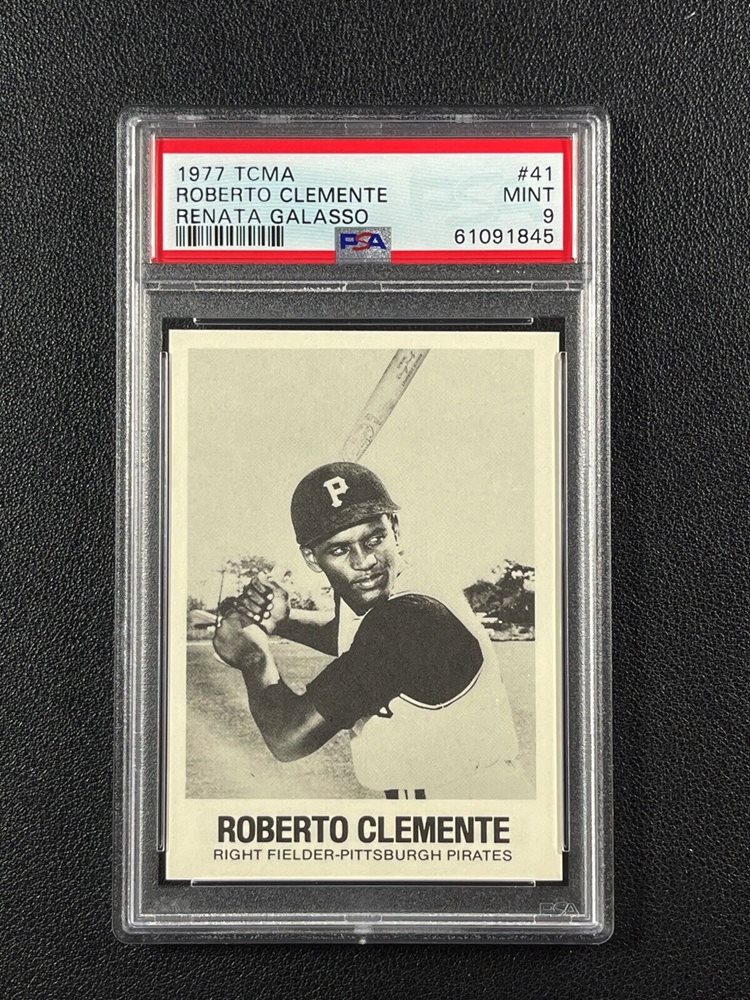 1977 TCMA #41
ROBERTO CLEMENTE MINT
RENATA GALASSO 9
PSA 61091845
P
ROBERTO CLEMENTE
RIGHT FIELDER-PITTSBURGH PIRATES
PSA